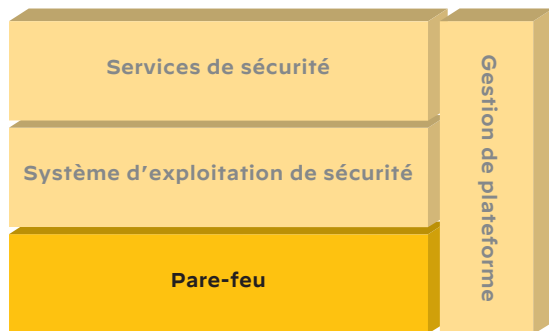 Services de sécurité
Système d’exploitation de sécurité
Pare-feu
Gestion de plateforme